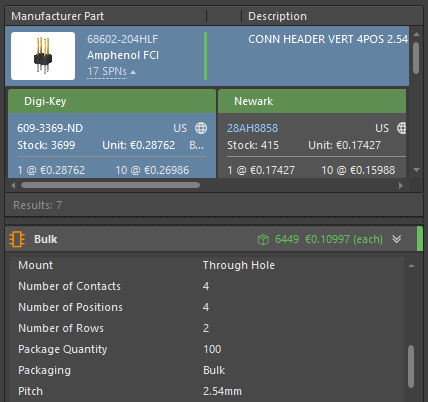 Manufacturer Part Description
68602-204HLF CONN HEADER VERT 4POS 2.54
Amphenol FCI
17 SPNs
Digi-Key Newark
609-3369-ND US 28AH8858 US
Stock: 3699 Unit: €0.28762 B... Stock: 415 Unit: €0.17427
1 @ €0.28762 10 @ €0.26986 1 @ €0.17427 10 @ €0.15988
Results: 7
Bulk 6449 €0.10997 (each)
Mount Through Hole
Number of Contacts 4
Number of Positions 4
Number of Rows 2
Package Quantity 100
Packaging Bulk
Pitch 2.54mm